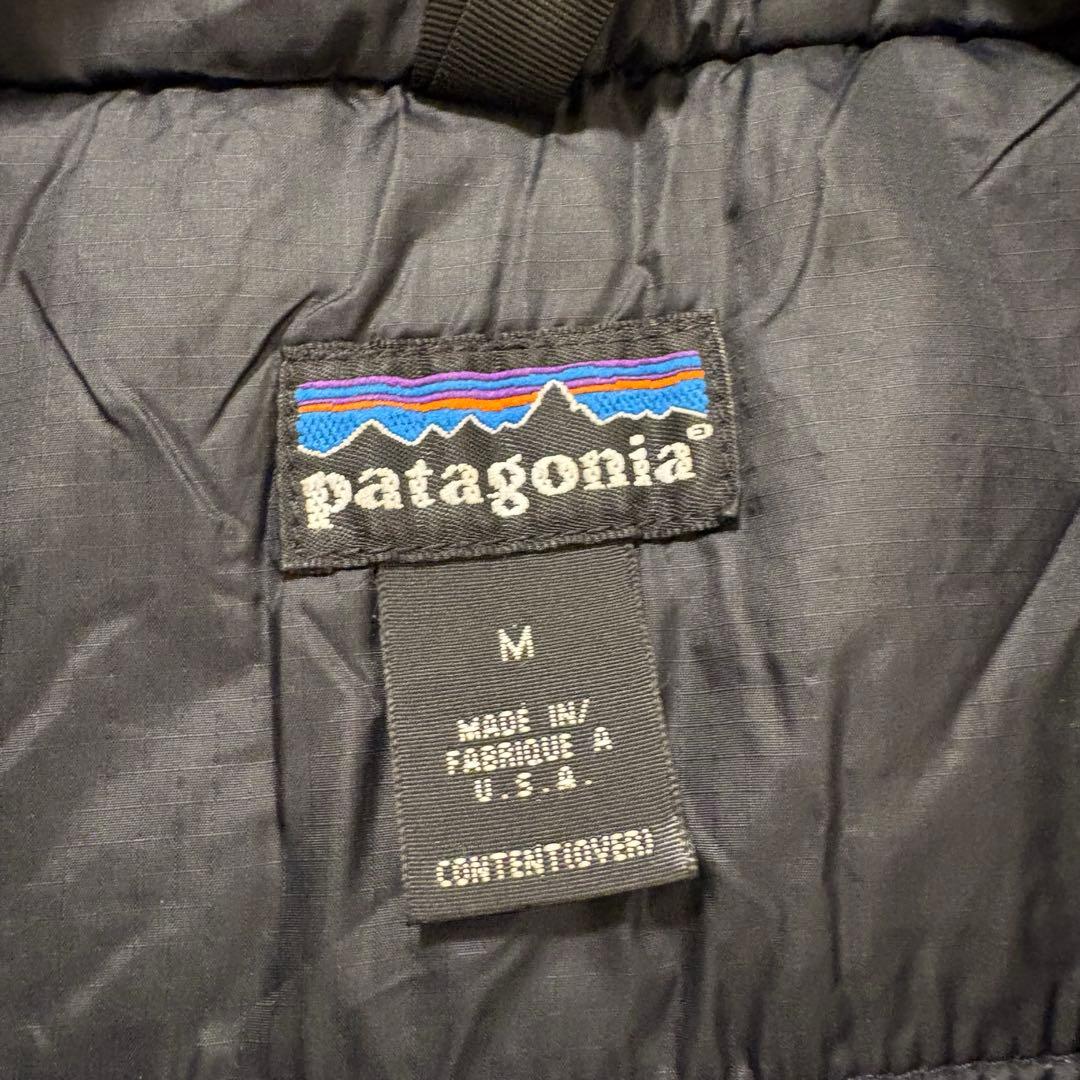 patagonia®
M
MADE IN/
FABRIQUE A
U.S.A.
CONTENT(OVER)